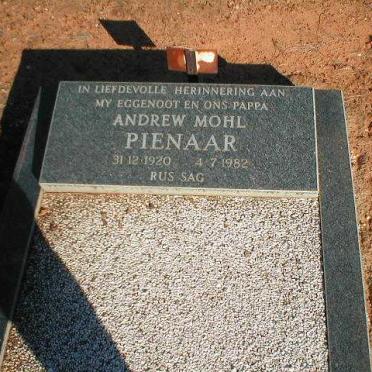 IN LIEFDEVOLLE HERINNERING AAN
MY EGGENOOT EN ONS PAPPA
ANDREW MOHL
PIENAAR
31·12·1920 4·7·1982
RUS SAG